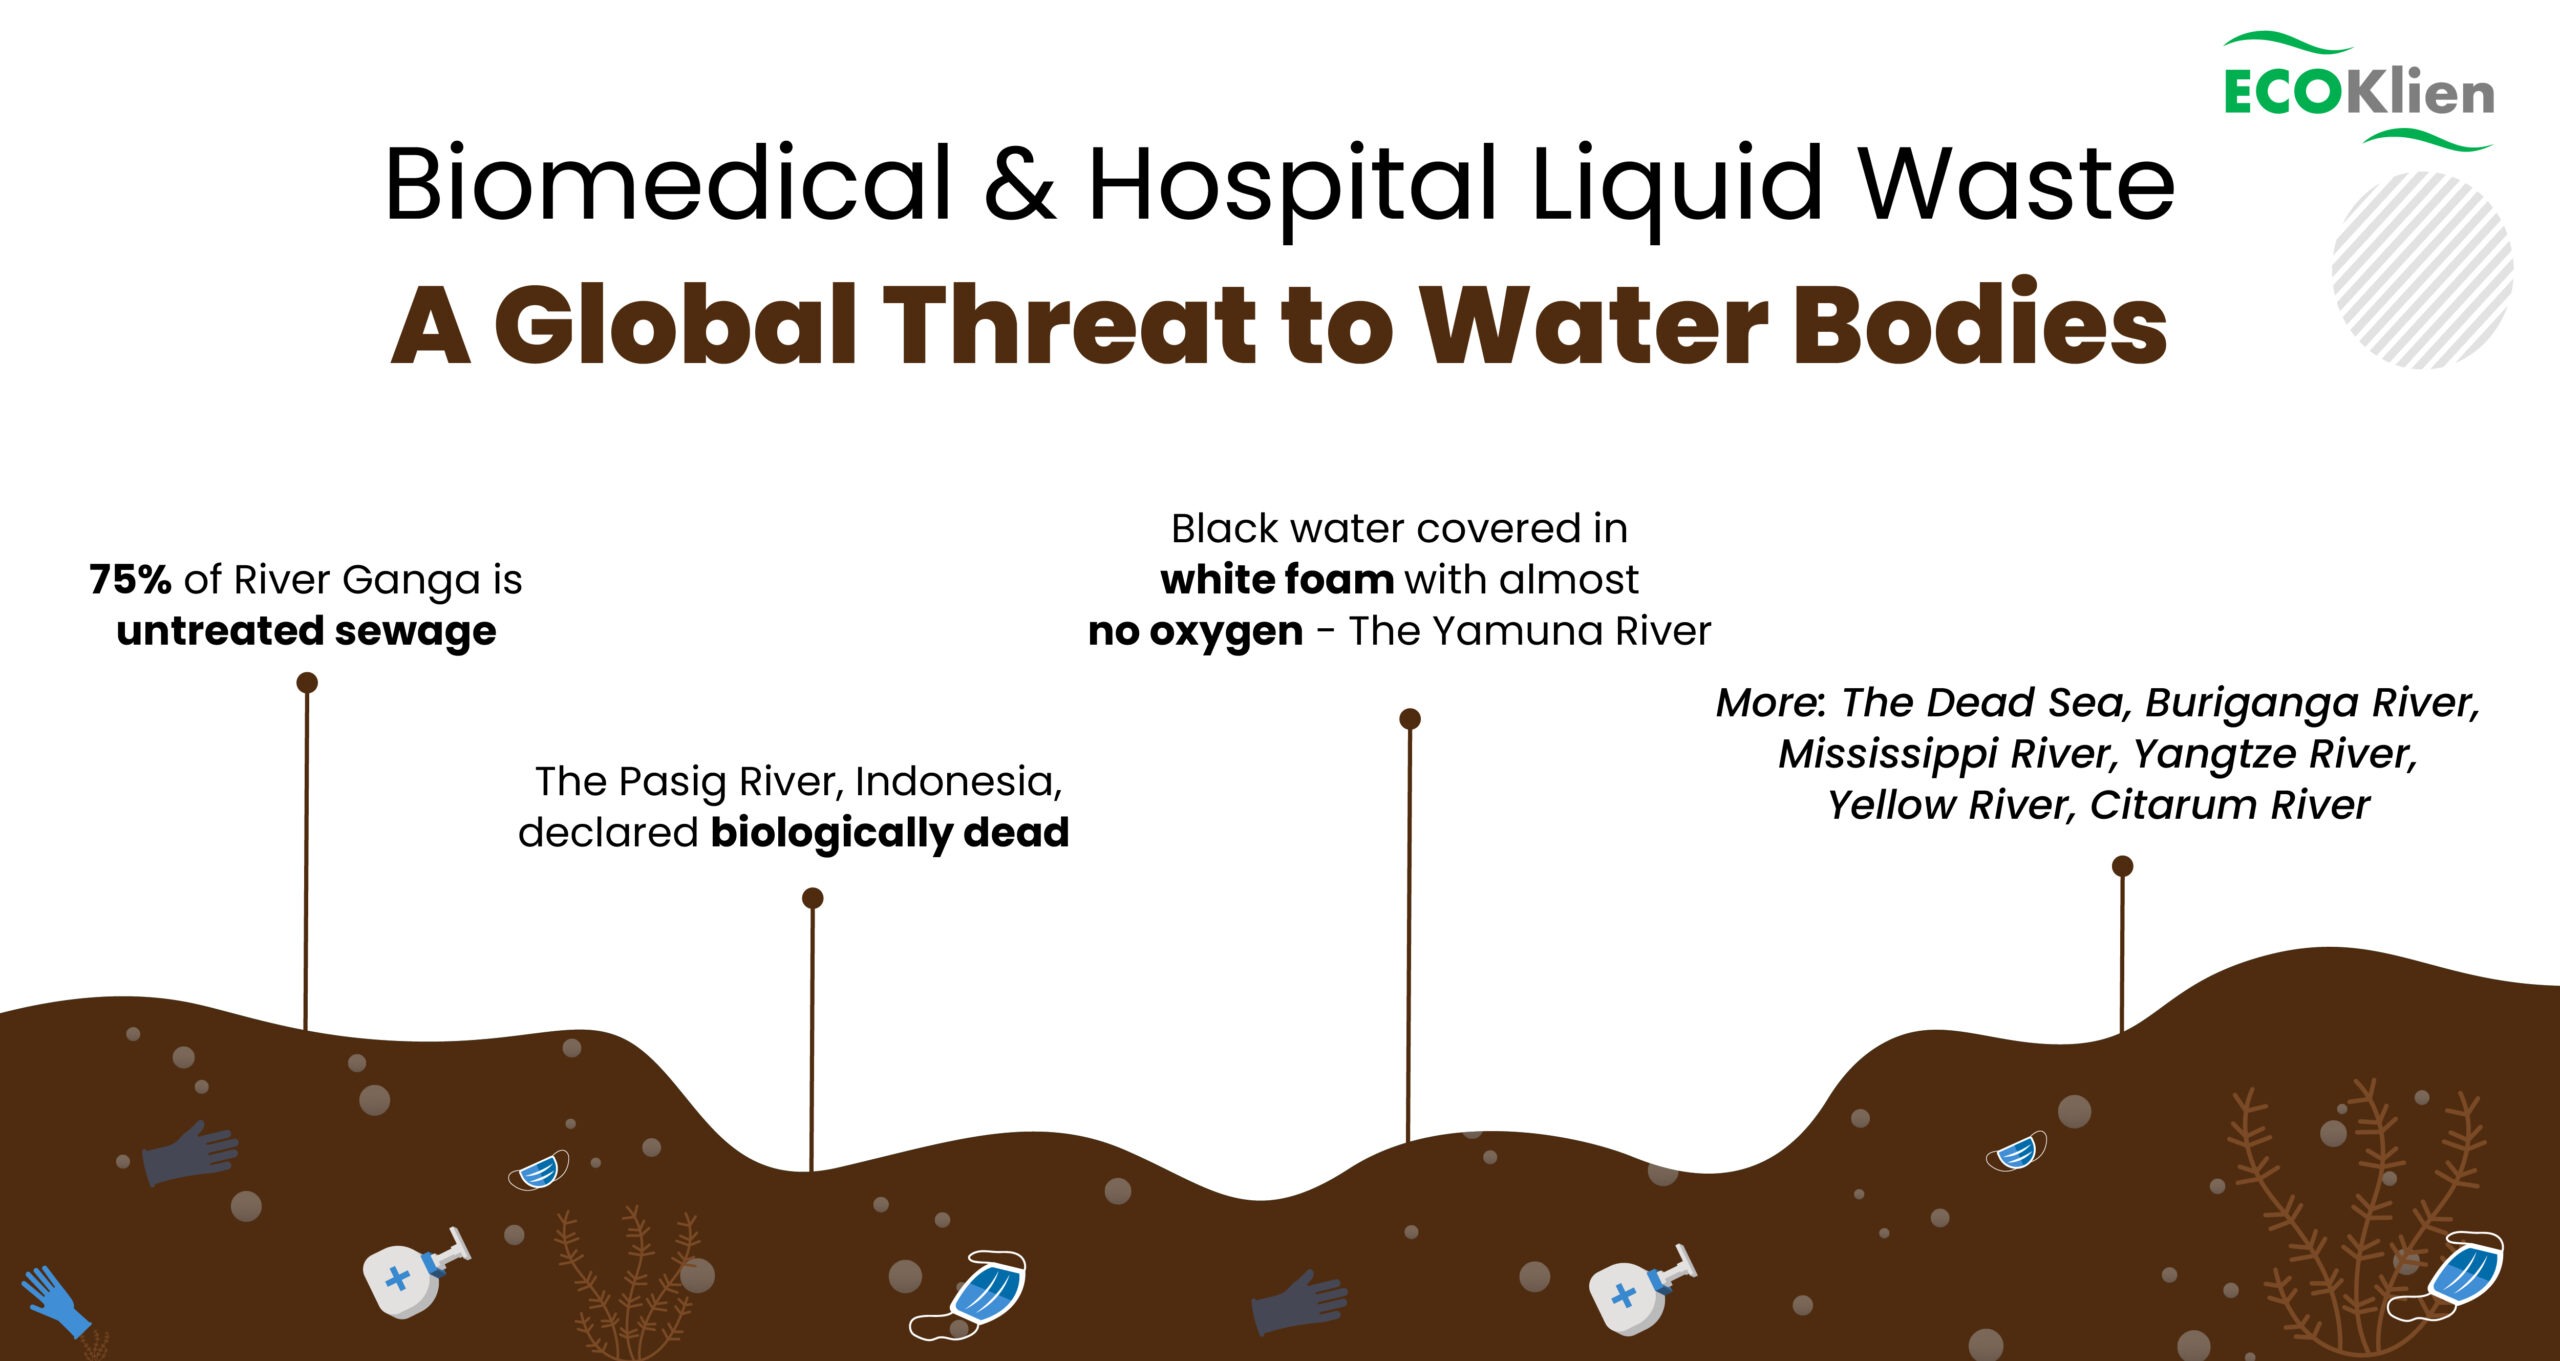 ECOKlien
Biomedical & Hospital Liquid Waste
A Global Threat to Water Bodies
75% of River Ganga is
untreated sewage
The Pasig River, Indonesia,
declared biologically dead
Black water covered in
white foam with almost
no oxygen - The Yamuna River
More: The Dead Sea, Buriganga River,
Mississippi River, Yangtze River,
Yellow River, Citarum River